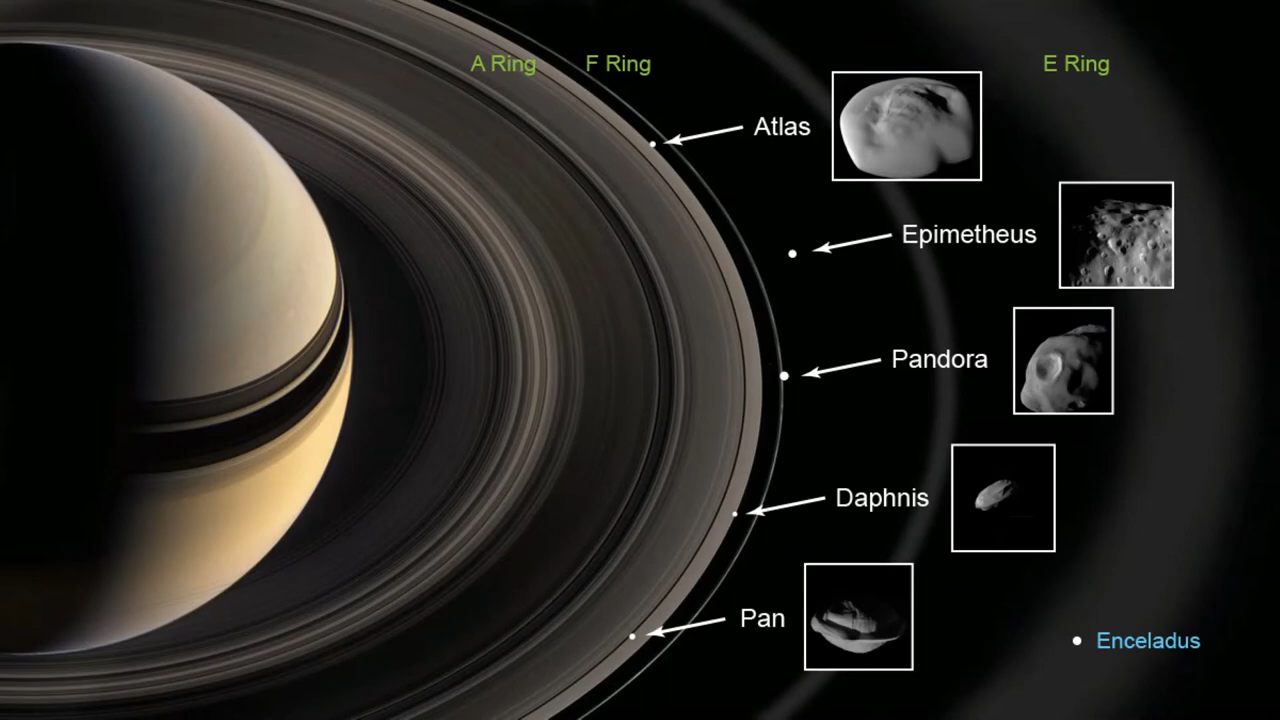 A Ring
F Ring
E Ring
Atlas
Epimetheus
Pandora
Daphnis
Pan
Enceladus